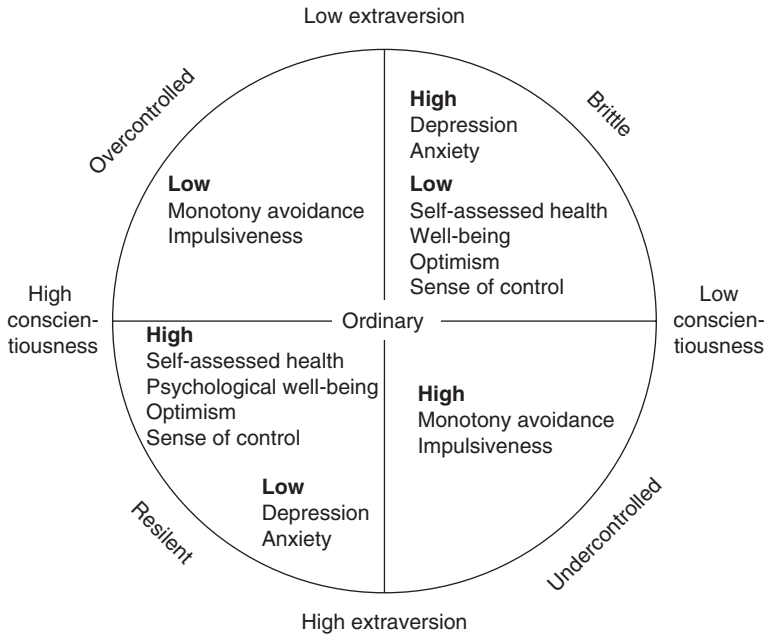 Low extraversion
Overcontrolled
Brittle
High
Depression
Anxiety
Low
Self-assessed health
Well-being
Optimism
Sense of control
Low
Monotony avoidance
Impulsiveness
High
conscien-
tiousness
Ordinary
Low
conscien-
tiousness
High
Self-assessed health
Psychological well-being
Optimism
Sense of control
Low
Depression
Anxiety
High
Monotony avoidance
Impulsiveness
Resilent
Undercontrolled
High extraversion